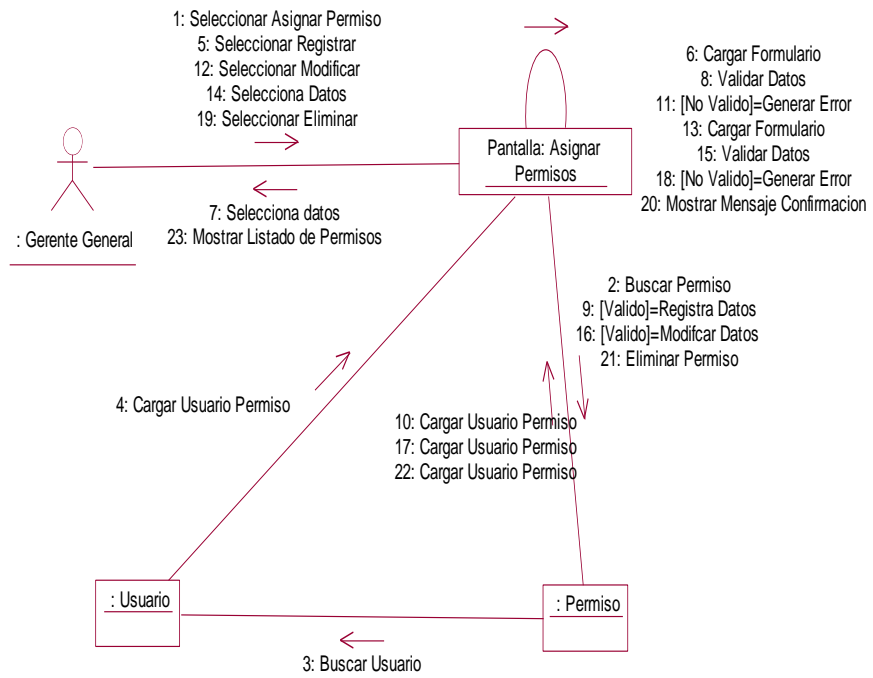 1: Seleccionar Asignar Permiso
5: Seleccionar Registrar
12: Seleccionar Modificar
14: Selecciona Datos
19: Seleccionar Eliminar
6: Cargar Formulario
8: Validar Datos
11: [No Valido]=Generar Error
13: Cargar Formulario
15: Validar Datos
18: [No Valido]=Generar Error
20: Mostrar Mensaje Confirmacion
Pantalla: Asignar
Permisos
: Gerente General
7: Selecciona datos
23: Mostrar Listado de Permisos
2: Buscar Permiso
9: [Valido]=Registra Datos
16: [Valido]=Modifcar Datos
21: Eliminar Permiso
4: Cargar Usuario Permiso
10: Cargar Usuario Permiso
17: Cargar Usuario Permiso
22: Cargar Usuario Permiso
: Usuario
: Permiso
3: Buscar Usuario